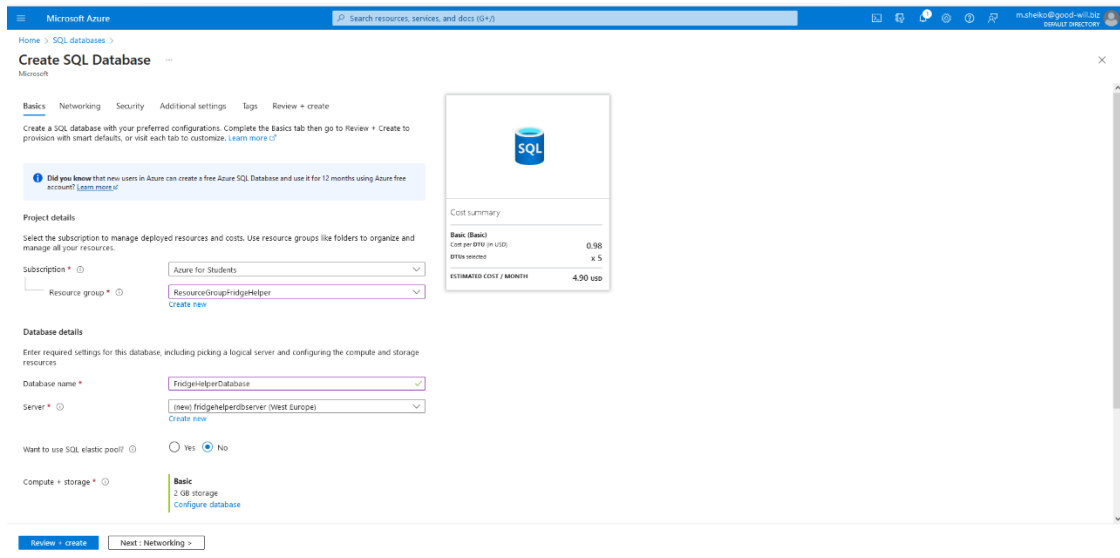 Microsoft Azure
Search resources, services, and docs (G+/)
1
m.sheiko@good-will.biz
DEFAULT DIRECTORY
Home > SQL databases >
Create SQL Database ...
Microsoft
Basics Networking Security Additional settings Tags Review + create
Create a SQL database with your preferred configurations. Complete the Basics tab then go to Review + Create to
provision with smart defaults, or visit each tab to customize. Learn more
Did you know that new users in Azure can create a free Azure SQL Database and use it for 12 months using Azure free
account? Learn more
Project details
Select the subscription to manage deployed resources and costs. Use resource groups like folders to organize and
manage all your resources.
Subscription *
Azure for Students
Resource group *
ResourceGroupFridgeHelper
Create new
Database details
Enter required settings for this database, including picking a logical server and configuring the compute and storage
resources
Database name *
FridgeHelperDatabase
Server *
(new) fridgehelperdbserver (West Europe)
Create new
Want to use SQL elastic pool?
Yes No
Compute + storage *
Basic
2 GB storage
Configure database
Review + create
Next : Networking >
SQL
Cost summary
Basic (Basic)
Cost per DTU (in USD) 0.98
DTUs selected x 5
ESTIMATED COST / MONTH 4.90 USD